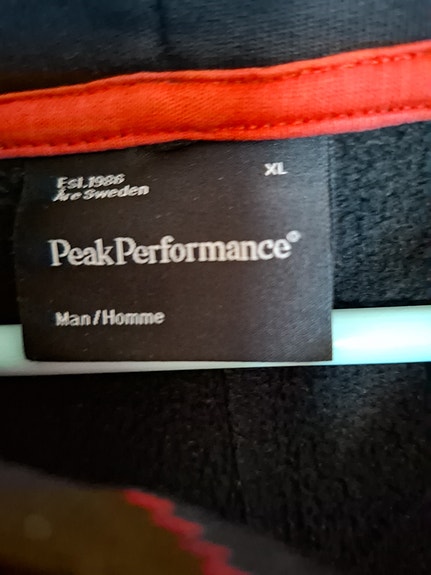 Est.1986
XL
Åre Sweden
PeakPerformance®
Man/Homme